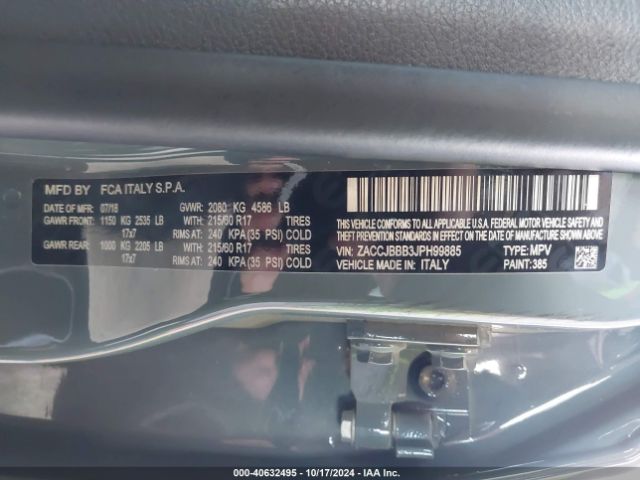 MFD BY FCA ITALY S.P.A.
DATE OF MFR: 07/18 GVWR: 2080 KG 4586 LB
GAWR FRONT: 1150 KG 2535 LB WITH 215/60 R17 TIRES
17x7 RIMS AT: 240 KPA(35 PSI) COLD
GAWR REAR: 1000 KG 2205 LB WITH 215/60 R17 TIRES
17x7 RIMS AT: 240 KPA(35 PSI) COLD
THIS VEHICLE CONFORMS TO ALL APPLICABLE U.S.A. FEDERAL MOTOR
VEHICLE SAFETY, BUMPER, AND THEFT PREVENTION STANDARDS IN
EFFECT ON THE DATE OF MANUFACTURE SHOWN ABOVE.
VIN: ZACCJBBB3JPH99885 TYPE: MPV
VEHICLE MADE IN: ITALY PAINT: 385
000-40632495 - 10/17/2024 - IAA Inc.